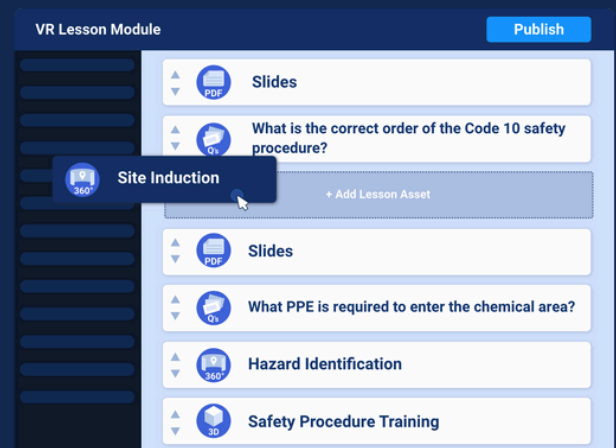 VR Lesson Module
Publish
PDF
Slides
Q's
What is the correct order of the Code 10 safety
procedure?
360°
Site Induction
+ Add Lesson Asset
PDF
Slides
Q's
What PPE is required to enter the chemical area?
360°
Hazard Identification
3D
Safety Procedure Training